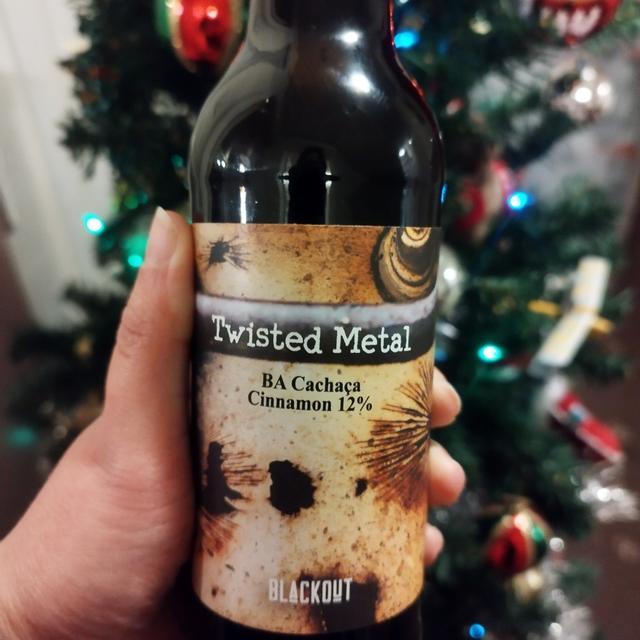 Twisted Metal
BA Cachaça
Cinnamon 12%
BLACKOUT